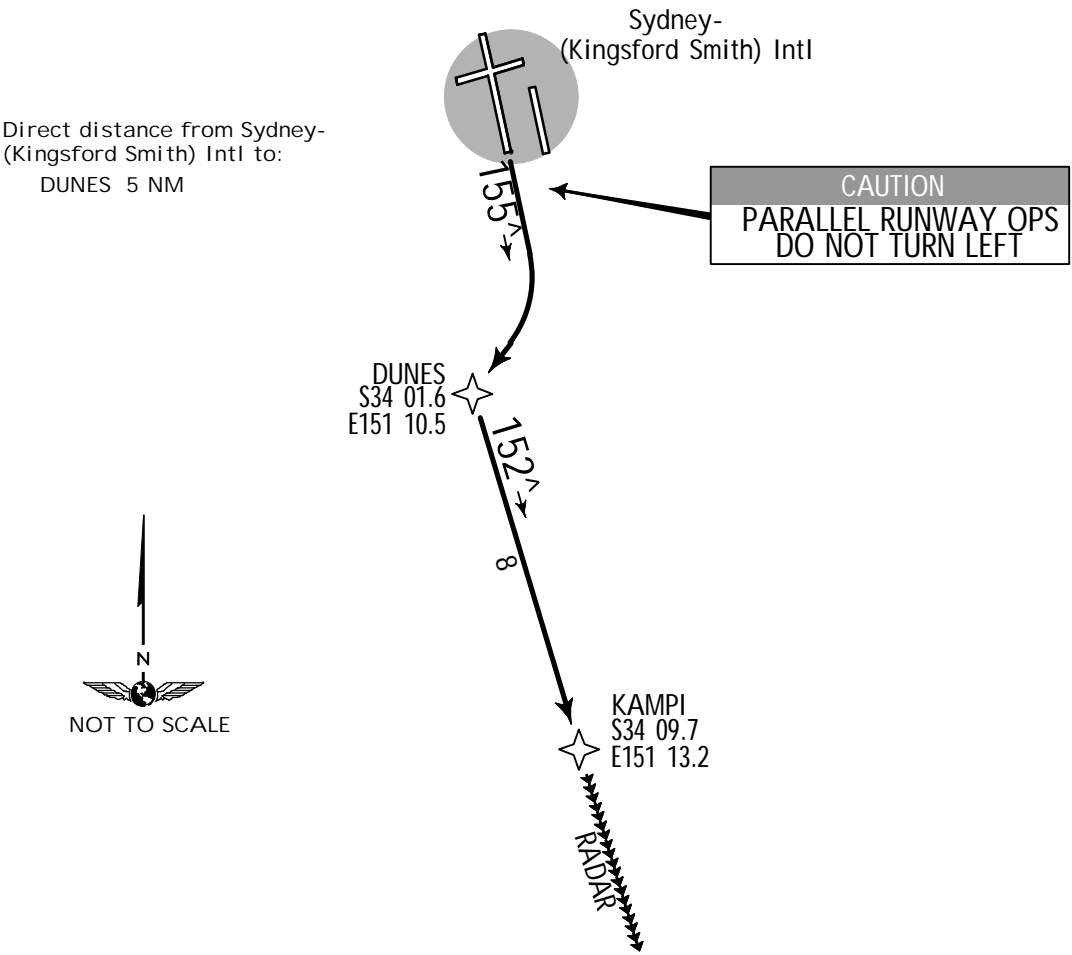 Sydney-
(Kingsford Smith) Intl
Direct distance from Sydney-
(Kingsford Smith) Intl to:
DUNES 5 NM
155^
CAUTION
PARALLEL RUNWAY OPS
DO NOT TURN LEFT
DUNES
S34 01.6
E151 10.5
152^
8
N
NOT TO SCALE
KAMPI
S34 09.7
E151 13.2
RADAR